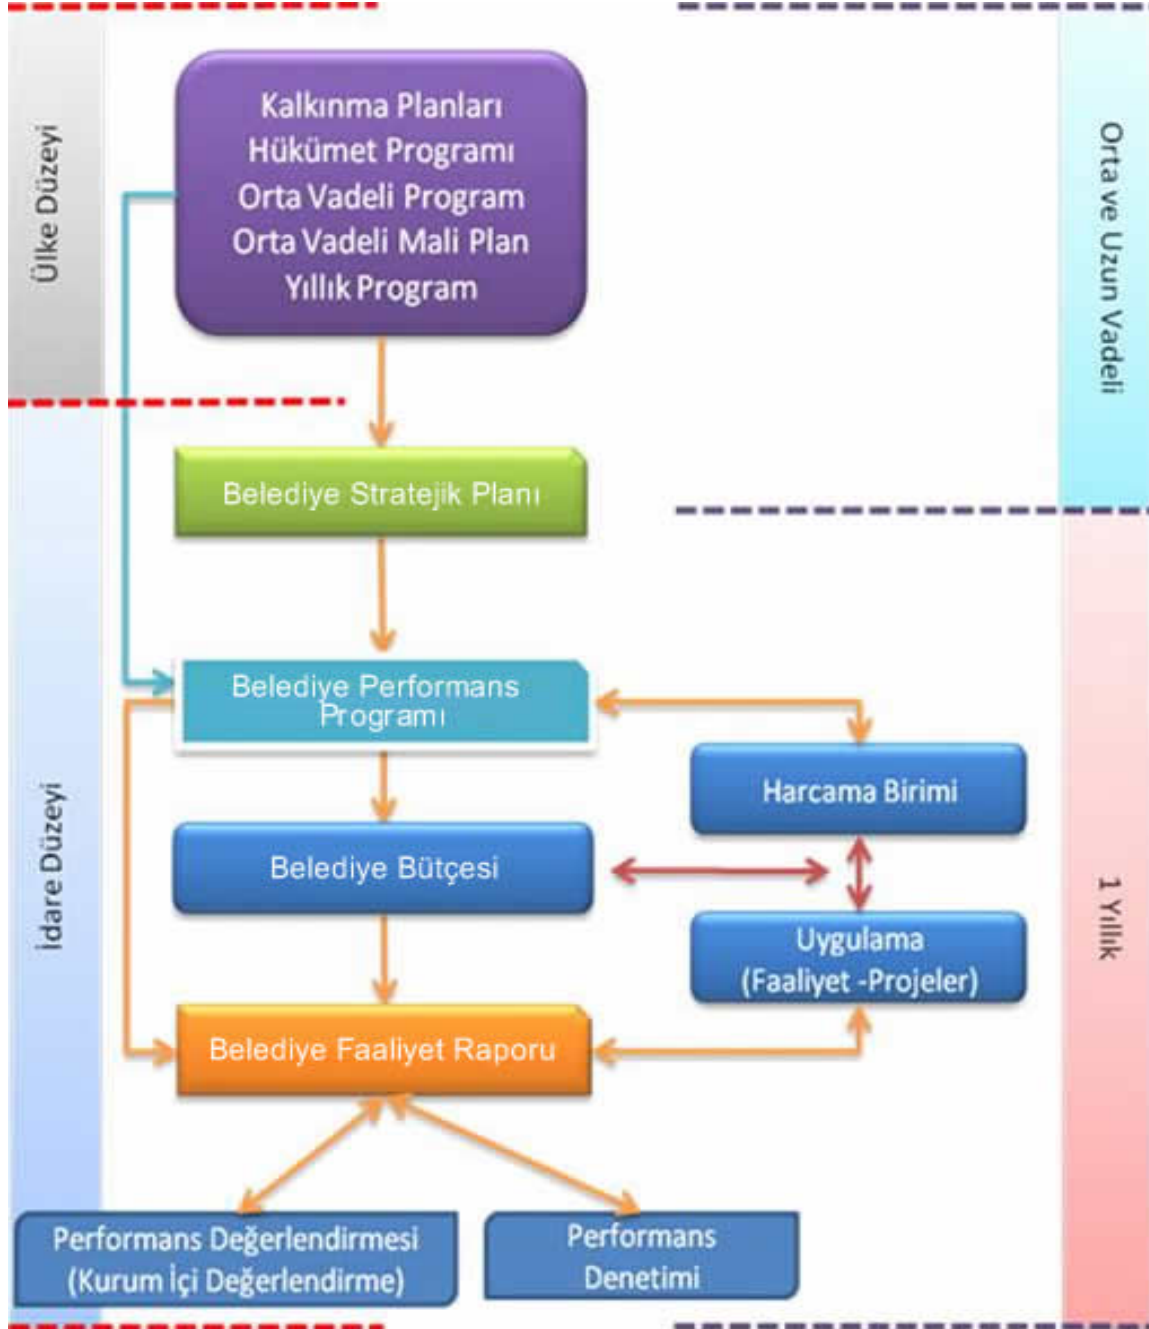 Ülke Düzeyi
Kalkınma Planları
Hükümet Programı
Orta Vadeli Program
Orta Vadeli Mali Plan
Yıllık Program
Orta ve Uzun Vadeli
Belediye Stratejik Planı
İdare Düzeyi
Belediye Performans
Programı
Harcama Birimi
Belediye Bütçesi
1 Yıllık
Uygulama
(Faaliyet -Projeler)
Belediye Faaliyet Raporu
Performans Değerlendirmesi
(Kurum İçi Değerlendirme)
Performans
Denetimi